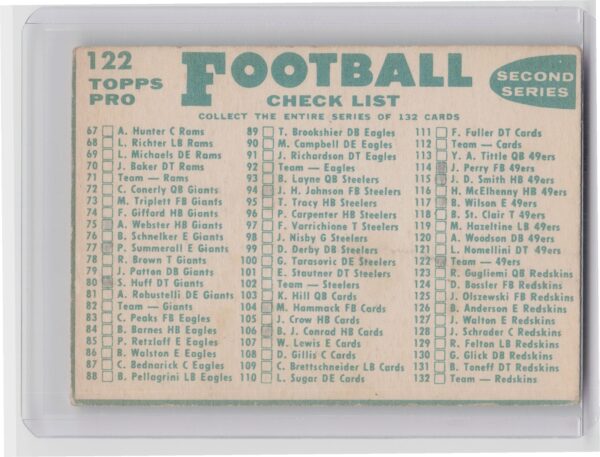 122
TOPPS
PRO
FOOTBALL
CHECK LIST
SECOND
SERIES
COLLECT THE ENTIRE SERIES OF 132 CARDS
67 A. Hunter C Rams
68 L. Richter LB Rams
69 L. Michaels DE Rams
70 J. Baker DT Rams
71 Team — Rams
72 C. Conerly QB Giants
73 M. Triplett FB Giants
74 F. Gifford HB Giants
75 A. Webster HB Giants
76 B. Schnelker E Giants
77 P. Summerall E Giants
78 R. Brown T Giants
79 J. Patton DB Giants
80 S. Huff DT Giants
81 A. Robustelli DE Giants
82 Team — Giants
83 C. Peaks FB Eagles
84 B. Barnes HB Eagles
85 P. Retzlaff E Eagles
86 B. Walston E Eagles
87 C. Bednarick C Eagles
88 B. Pellagrini LB Eagles
89 T. Brookshier DB Eagles
90 M. Campbell DE Eagles
91 J. Richardson DT Eagles
92 Team — Eagles
93 B. Layne QB Steelers
94 J. H. Johnson FB Steelers
95 T. Tracy HB Steelers
96 P. Carpenter HB Steelers
97 F. Varrichione T Steelers
98 J. Nisby G Steelers
99 D. Derby DB Steelers
100 G. Tarasovic DE Steelers
101 E. Stautner DT Steelers
102 Team — Steelers
103 K. Hill QB Cards
104 M. Hammack FB Cards
105 J. Crow HB Cards
106 B. J. Conrad HB Cards
107 W. Lewis E Cards
108 D. Gillis C Cards
109 C. Brettschneider LB Cards
110 L. Sugar DE Cards
111 F. Fuller DT Cards
112 Team — Cards
113 Y. A. Tittle QB 49ers
114 J. Perry FB 49ers
115 J. D. Smith HB 49ers
116 H. McElhenny HB 49ers
117 B. Wilson E 49ers
118 B. St. Clair T 49ers
119 M. Hazeltine LB 49ers
120 A. Woodson DB 49ers
121 L. Nomellini DT 49ers
122 Team — 49ers
123 R. Gugliemi QB Redskins
124 D. Bossler FB Redskins
125 J. Olszewski FB Redskins
126 B. Anderson E Redskins
127 J. Walton E Redskins
128 J. Schrader C Redskins
129 R. Felton LB Redskins
130 G. Glick DB Redskins
131 B. Toneff DT Redskins
132 Team — Redskins